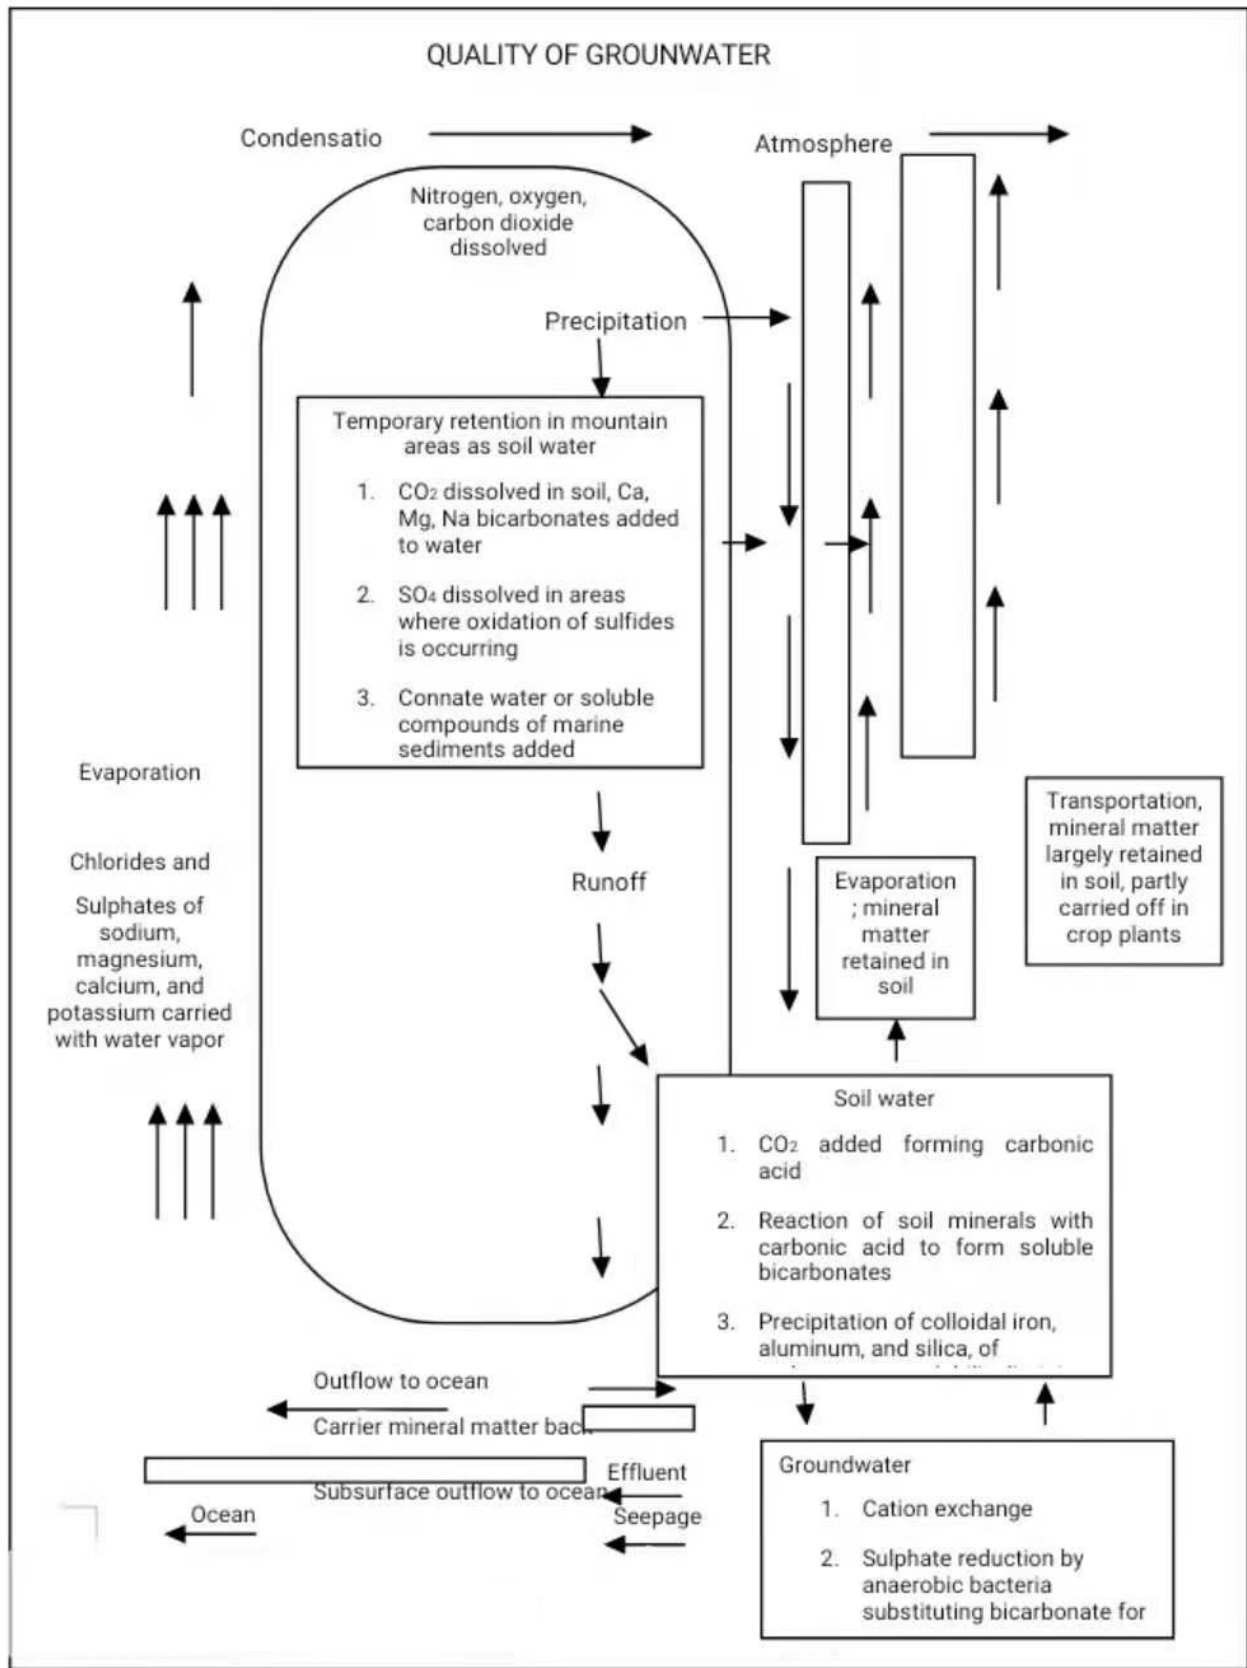 QUALITY OF GROUNWATER
Condensatio
Atmosphere
Nitrogen, oxygen,
carbon dioxide
dissolved
Precipitation
Temporary retention in mountain
areas as soil water
1. CO₂ dissolved in soil, Ca,
Mg, Na bicarbonates added
to water
2. SO₄ dissolved in areas
where oxidation of sulfides
is occurring
3. Connate water or soluble
compounds of marine
sediments added
Evaporation
Chlorides and
Sulphates of
sodium,
magnesium,
calcium, and
potassium carried
with water vapor
Runoff
Evaporation
; mineral
matter
retained in
soil
Transportation,
mineral matter
largely retained
in soil, partly
carried off in
crop plants
Soil water
1. CO₂ added forming carbonic
acid
2. Reaction of soil minerals with
carbonic acid to form soluble
bicarbonates
3. Precipitation of colloidal iron,
aluminum, and silica, of
Outflow to ocean
Carrier mineral matter back
Subsurface outflow to ocean
Effluent
Seepage
Ocean
Groundwater
1. Cation exchange
2. Sulphate reduction by
anaerobic bacteria
substituting bicarbonate for